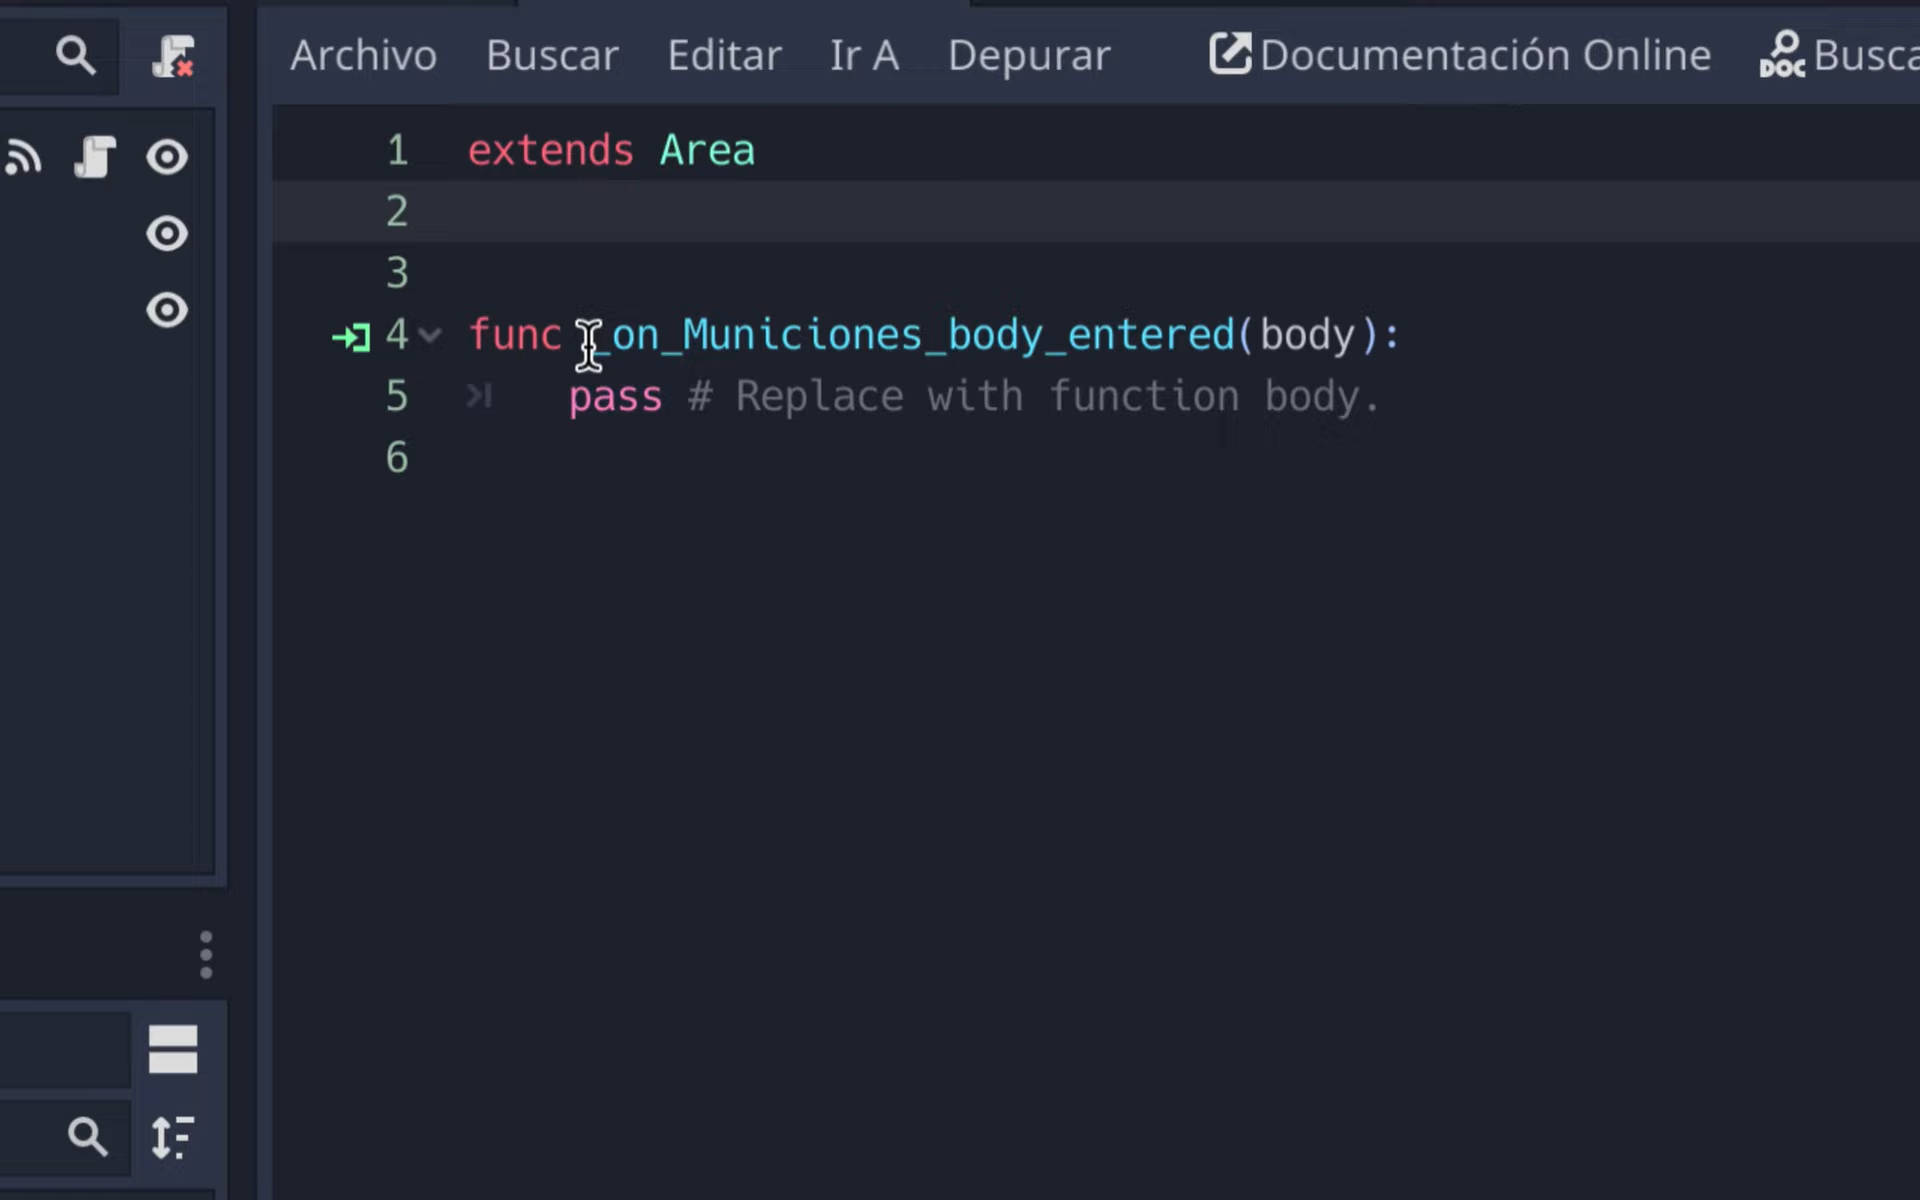 Archivo Buscar Editar Ir A Depurar Documentación Online DOC Busca
1 extends Area
2
3
4 func _on_Municiones_body_entered(body):
5 pass # Replace with function body.
6